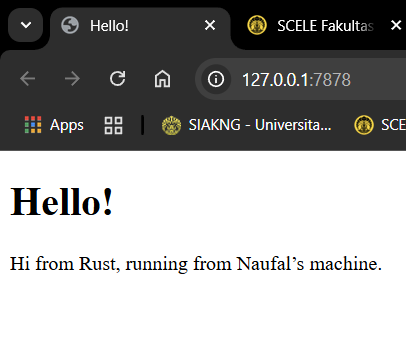 Hello!
SCELE Fakultas
127.0.0.1:7878
Apps
SIAKNG - Universita...
SCE
Hello!
Hi from Rust, running from Naufal’s machine.